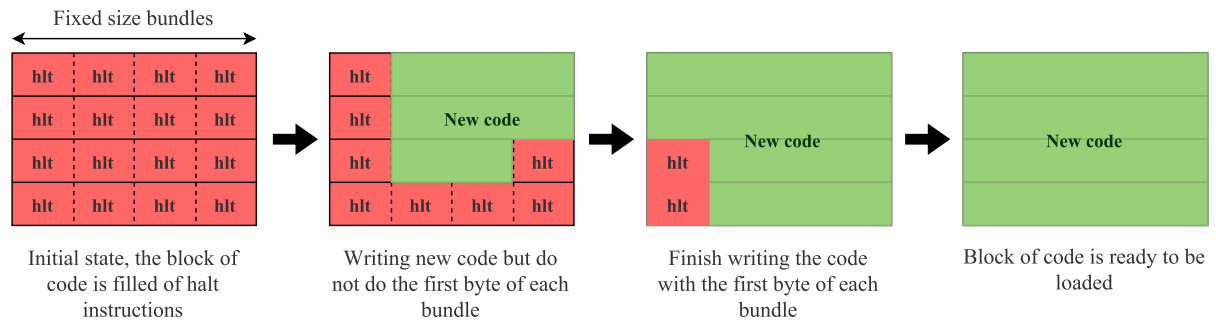 Fixed size bundles
hlt hlt hlt hlt
hlt hlt hlt hlt
hlt hlt hlt hlt
hlt hlt hlt hlt
Initial state, the block of
code is filled of halt
instructions
hlt
hlt
New code
hlt hlt
hlt hlt hlt hlt
Writing new code but do
not do the first byte of each
bundle
New code
hlt
hlt
Finish writing the code
with the first byte of each
bundle
New code
Block of code is ready to be
loaded